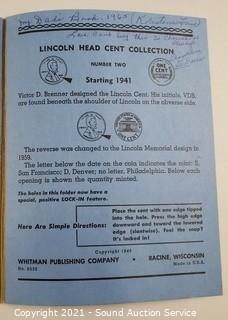 my Dad's Book. 1965
LINCOLN HEAD CENT COLLECTION
NUMBER TWO
Starting 1941
ONE
CENT
Victor D. Brenner designed the Lincoln Cent. His initials, VDB,
are found beneath the shoulder of Lincoln on the obverse side.
The reverse was changed to the Lincoln Memorial design in
1959.
The letter below the date on the coin indicates the mint: S,
San Francisco; D, Denver; no letter, Philadelphia. Below each
opening is shown the quantity minted.
The holes in this folder now have a
special, positive LOCK-IN feature.
Here Are Simple Directions:
Place the cent with one edge tipped
into the hole. Press the high edge
downward and toward the lowered
edge (slantwise). Feel the snap?
It's locked in!
Copyright
WHITMAN PUBLISHING COMPANY • RACINE, WISCONSIN
No. 9030
Made in U.S.A.
Copyright 2021 - Sound Auction Service